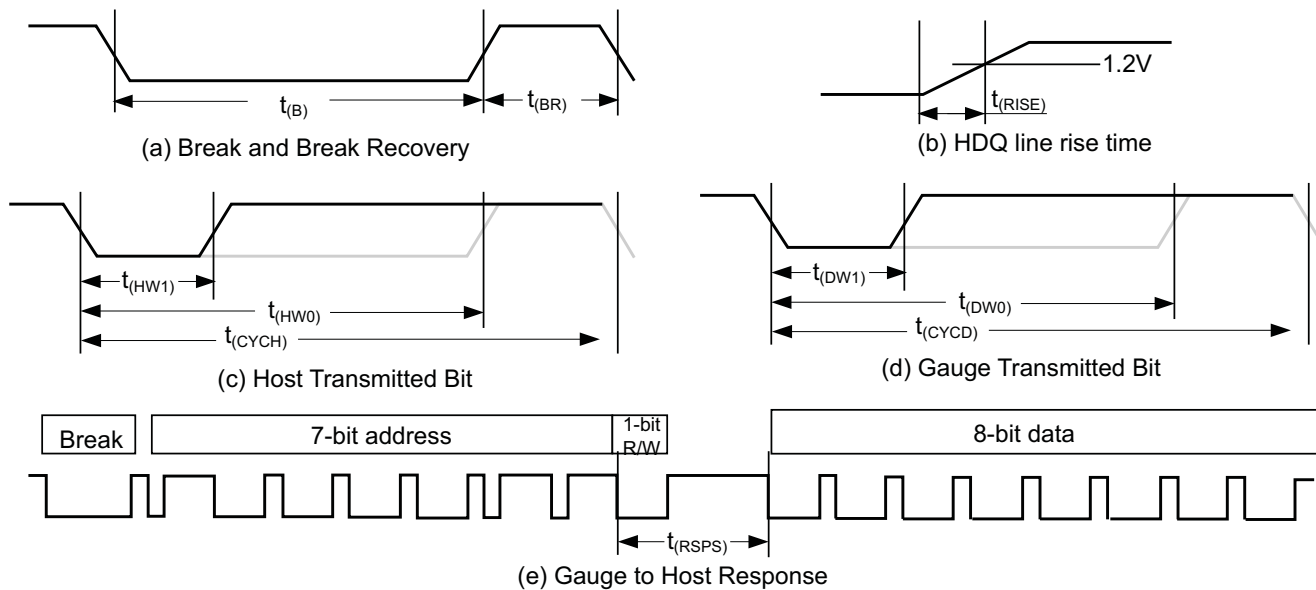 t(B)
t(BR)
(a) Break and Break Recovery
1.2V
t(RISE)
(b) HDQ line rise time
t(HW1)
t(HW0)
t(CYCH)
(c) Host Transmitted Bit
t(DW1)
t(DW0)
t(CYCD)
(d) Gauge Transmitted Bit
Break
7-bit address
1-bit
R/W
8-bit data
t(RSPS)
(e) Gauge to Host Response